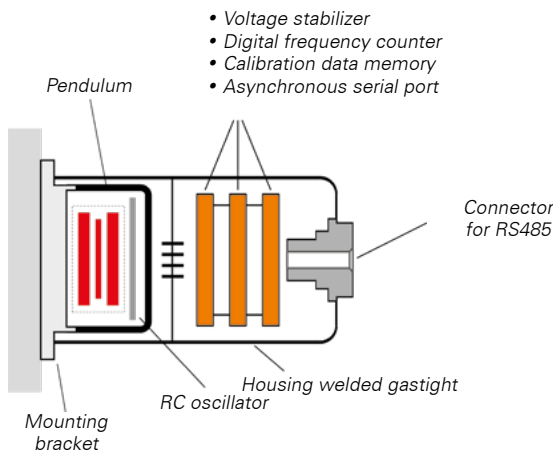 • Voltage stabilizer
• Digital frequency counter
• Calibration data memory
• Asynchronous serial port
Pendulum
Connector
for RS485
Housing welded gastight
RC oscillator
Mounting
bracket